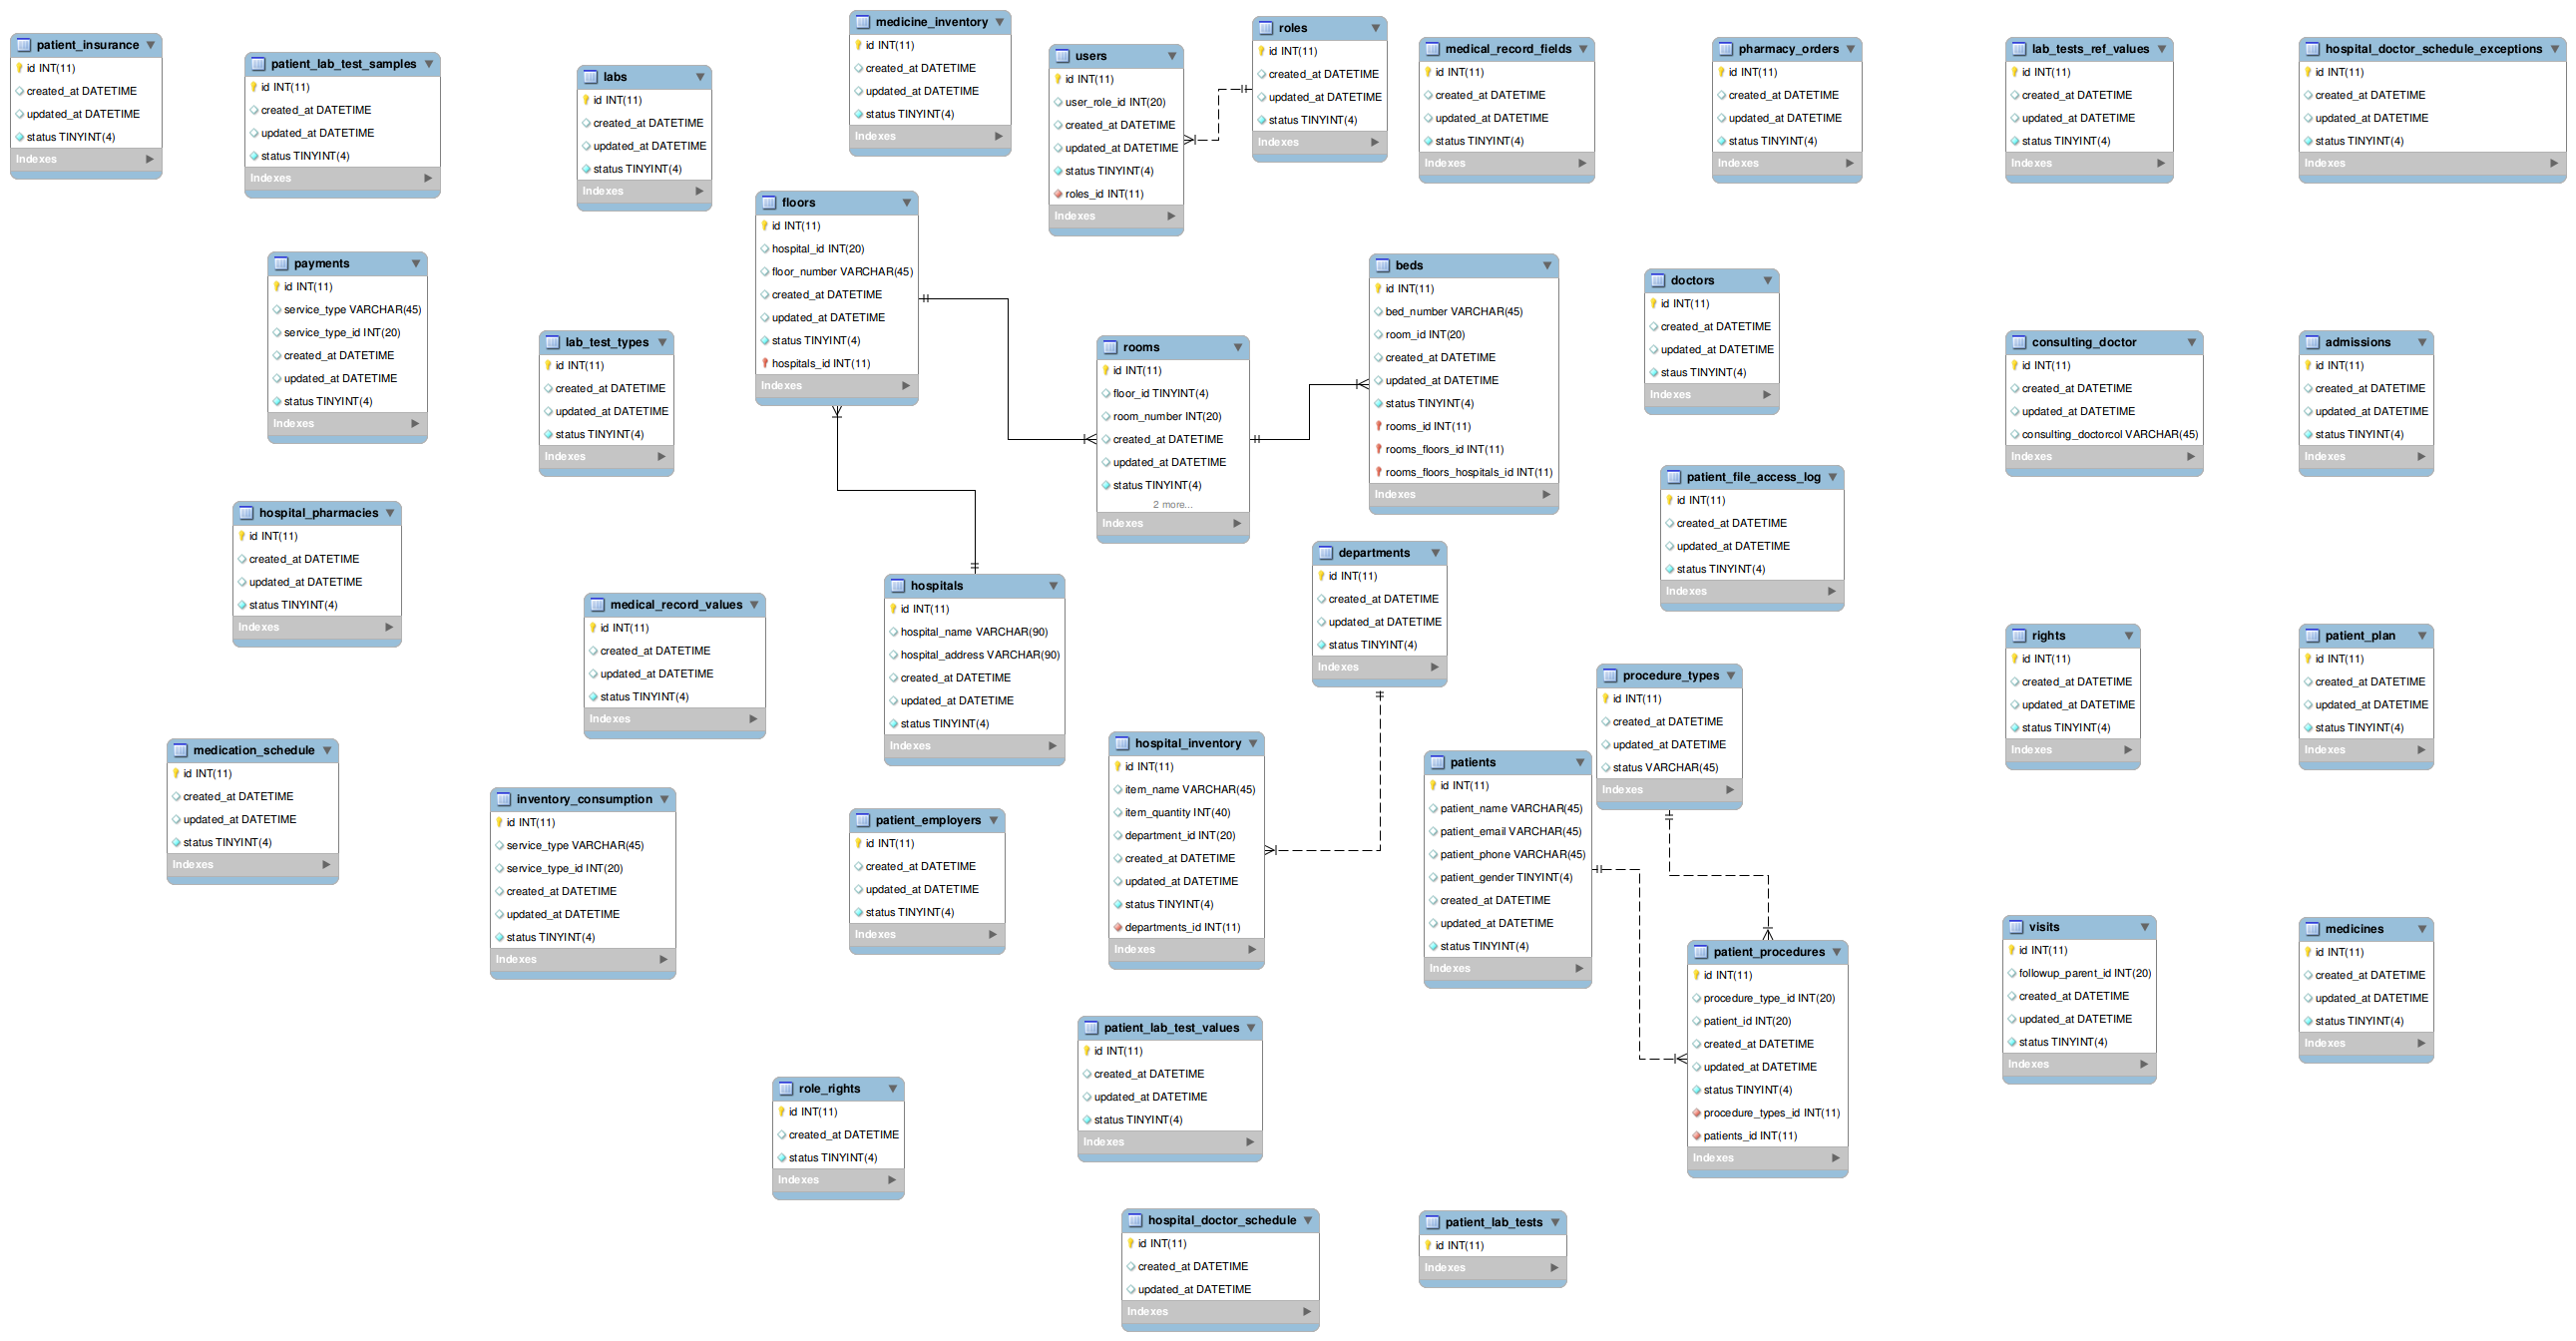 patient_insurance
id INT(11)
created_at DATETIME
updated_at DATETIME
status TINYINT(4)
Indexes
patient_lab_test_samples
id INT(11)
created_at DATETIME
updated_at DATETIME
status TINYINT(4)
Indexes
labs
id INT(11)
created_at DATETIME
updated_at DATETIME
status TINYINT(4)
Indexes
medicine_inventory
id INT(11)
created_at DATETIME
updated_at DATETIME
status TINYINT(4)
Indexes
users
id INT(11)
user_role_id INT(20)
created_at DATETIME
updated_at DATETIME
status TINYINT(4)
roles_id INT(11)
Indexes
roles
id INT(11)
created_at DATETIME
updated_at DATETIME
status TINYINT(4)
Indexes
medical_record_fields
id INT(11)
created_at DATETIME
updated_at DATETIME
status TINYINT(4)
Indexes
pharmacy_orders
id INT(11)
created_at DATETIME
updated_at DATETIME
status TINYINT(4)
Indexes
lab_tests_ref_values
id INT(11)
created_at DATETIME
updated_at DATETIME
status TINYINT(4)
Indexes
hospital_doctor_schedule_exceptions
id INT(11)
created_at DATETIME
updated_at DATETIME
status TINYINT(4)
Indexes
payments
id INT(11)
service_type VARCHAR(45)
service_type_id INT(20)
created_at DATETIME
updated_at DATETIME
status TINYINT(4)
Indexes
lab_test_types
id INT(11)
created_at DATETIME
updated_at DATETIME
status TINYINT(4)
Indexes
floors
id INT(11)
hospital_id INT(20)
floor_number VARCHAR(45)
created_at DATETIME
updated_at DATETIME
status TINYINT(4)
hospitals_id INT(11)
Indexes
rooms
id INT(11)
floor_id TINYINT(4)
room_number INT(20)
created_at DATETIME
updated_at DATETIME
status TINYINT(4)
2 more...
Indexes
beds
id INT(11)
bed_number VARCHAR(45)
room_id INT(20)
created_at DATETIME
updated_at DATETIME
status TINYINT(4)
rooms_id INT(11)
rooms_floors_id INT(11)
rooms_floors_hospitals_id INT(11)
Indexes
doctors
id INT(11)
created_at DATETIME
updated_at DATETIME
staus TINYINT(4)
Indexes
consulting_doctor
id INT(11)
created_at DATETIME
updated_at DATETIME
consulting_doctorcol VARCHAR(45)
Indexes
admissions
id INT(11)
created_at DATETIME
updated_at DATETIME
status TINYINT(4)
Indexes
hospital_pharmacies
id INT(11)
created_at DATETIME
updated_at DATETIME
status TINYINT(4)
Indexes
medical_record_values
id INT(11)
created_at DATETIME
updated_at DATETIME
status TINYINT(4)
Indexes
hospitals
id INT(11)
hospital_name VARCHAR(90)
hospital_address VARCHAR(90)
created_at DATETIME
updated_at DATETIME
status TINYINT(4)
Indexes
departments
id INT(11)
created_at DATETIME
updated_at DATETIME
status TINYINT(4)
Indexes
patient_file_access_log
id INT(11)
created_at DATETIME
updated_at DATETIME
status TINYINT(4)
Indexes
rights
id INT(11)
created_at DATETIME
updated_at DATETIME
status TINYINT(4)
Indexes
patient_plan
id INT(11)
created_at DATETIME
updated_at DATETIME
status TINYINT(4)
Indexes
medication_schedule
id INT(11)
created_at DATETIME
updated_at DATETIME
status TINYINT(4)
Indexes
inventory_consumption
id INT(11)
service_type VARCHAR(45)
service_type_id INT(20)
created_at DATETIME
updated_at DATETIME
status TINYINT(4)
Indexes
patient_employers
id INT(11)
created_at DATETIME
updated_at DATETIME
status TINYINT(4)
Indexes
hospital_inventory
id INT(11)
item_name VARCHAR(45)
item_quantity INT(40)
department_id INT(20)
created_at DATETIME
updated_at DATETIME
status TINYINT(4)
departments_id INT(11)
Indexes
patients
id INT(11)
patient_name VARCHAR(45)
patient_email VARCHAR(45)
patient_phone VARCHAR(45)
patient_gender TINYINT(4)
created_at DATETIME
updated_at DATETIME
status TINYINT(4)
Indexes
procedure_types
id INT(11)
created_at DATETIME
updated_at DATETIME
status VARCHAR(45)
Indexes
patient_procedures
id INT(11)
procedure_type_id INT(20)
patient_id INT(20)
created_at DATETIME
updated_at DATETIME
status TINYINT(4)
procedure_types_id INT(11)
patients_id INT(11)
Indexes
visits
id INT(11)
followup_parent_id INT(20)
created_at DATETIME
updated_at DATETIME
status TINYINT(4)
Indexes
medicines
id INT(11)
created_at DATETIME
updated_at DATETIME
status TINYINT(4)
Indexes
role_rights
id INT(11)
created_at DATETIME
status TINYINT(4)
Indexes
patient_lab_test_values
id INT(11)
created_at DATETIME
updated_at DATETIME
status TINYINT(4)
Indexes
hospital_doctor_schedule
id INT(11)
created_at DATETIME
updated_at DATETIME
Indexes
patient_lab_tests
id INT(11)
Indexes